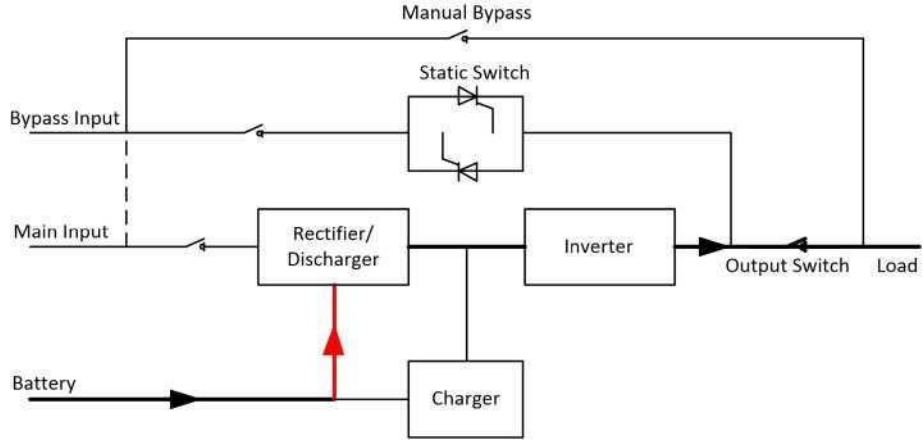 Manual Bypass
Static Switch
Bypass Input
Main Input
Rectifier/
Discharger
Inverter
Output Switch
Load
Battery
Charger